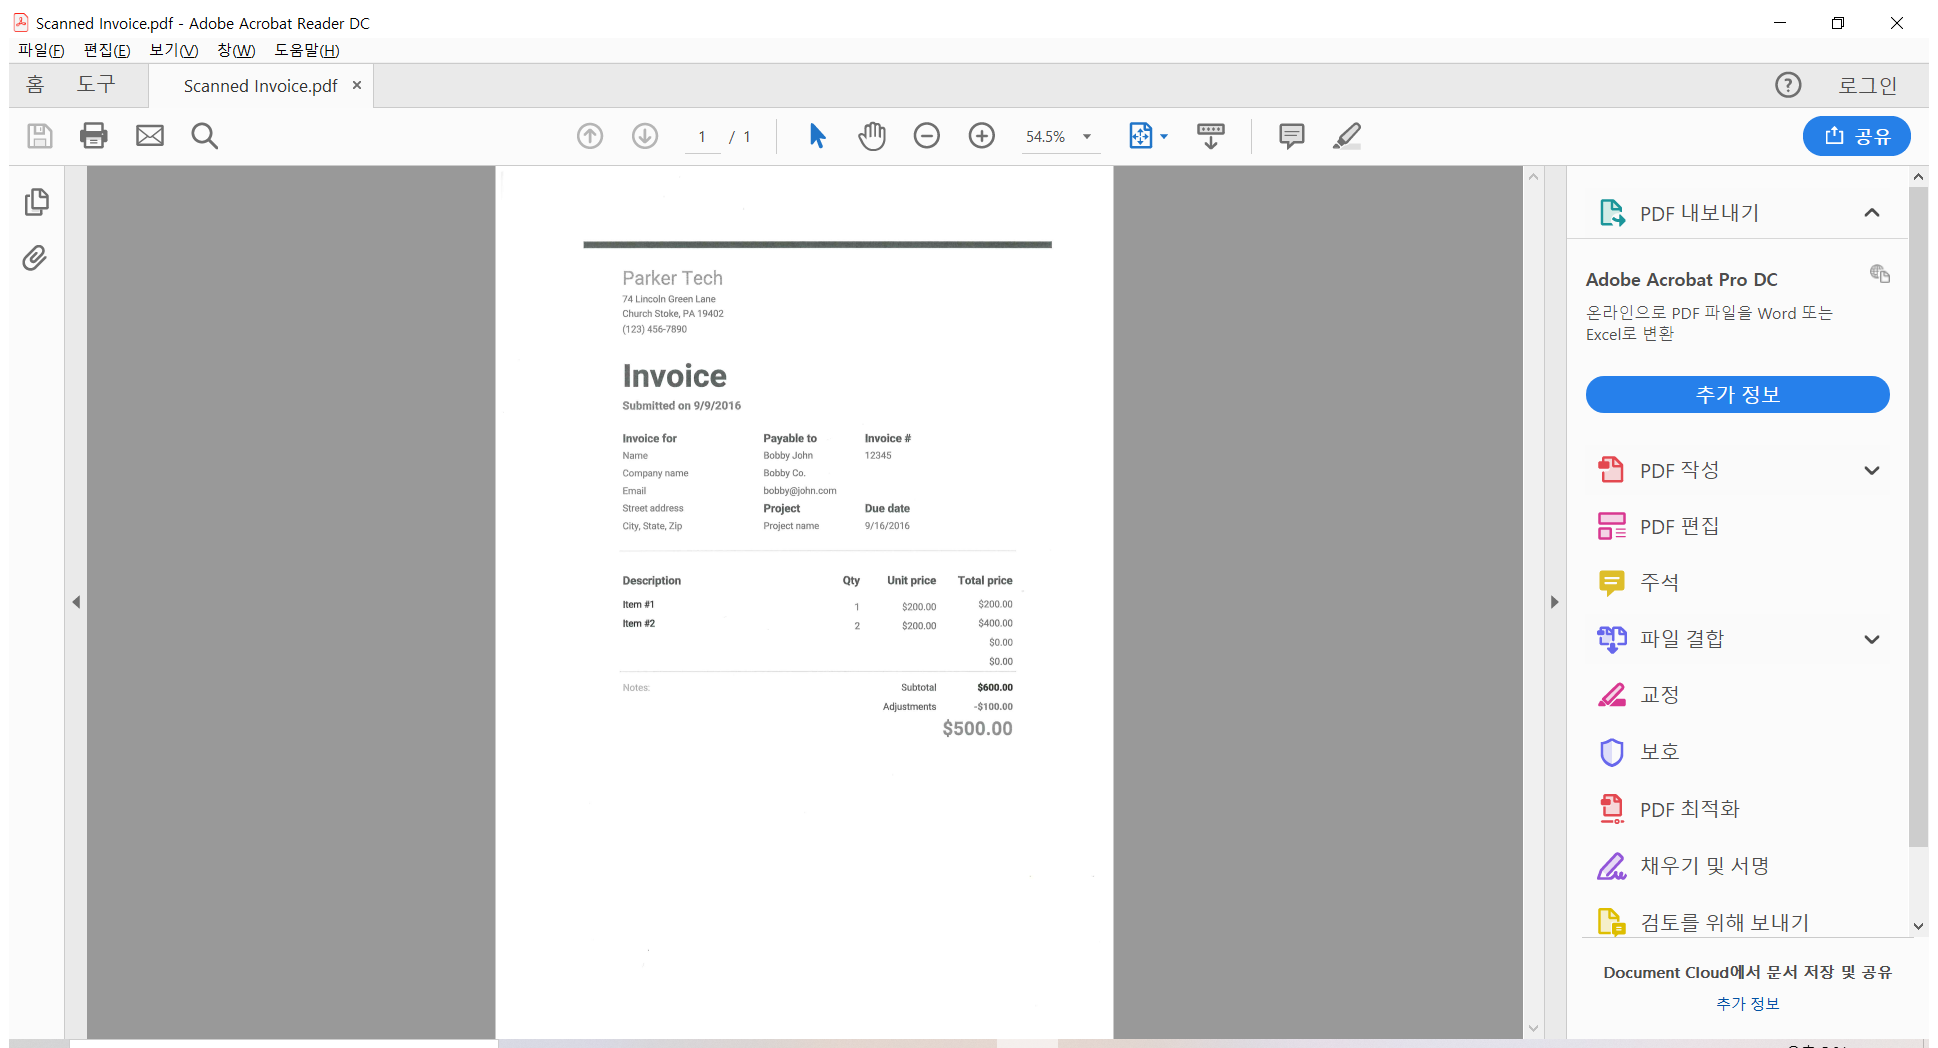 Scanned Invoice.pdf - Adobe Acrobat Reader DC
파일(F) 편집(E) 보기(V) 창(W) 도움말(H)
홈 도구 Scanned Invoice.pdf × ? 로그인
1 / 1 54.5% 공유
Parker Tech
74 Lincoln Green Lane
Church Stoke, PA 19402
(123) 456-7890
Invoice
Submitted on 9/9/2016
Invoice for Payable to Invoice #
Name Bobby John 12345
Company name Bobby Co.
Email bobby@john.com
Street address Project Due date
City, State, Zip Project name 9/16/2016
Description Qty Unit price Total price
Item #1 1 $200.00 $200.00
Item #2 2 $200.00 $400.00
$0.00
$0.00
Notes: Subtotal $600.00
Adjustments -$100.00
$500.00
PDF 내보내기
Adobe Acrobat Pro DC
온라인으로 PDF 파일을 Word 또는
Excel로 변환
추가 정보
PDF 작성
PDF 편집
주석
파일 결합
교정
보호
PDF 최적화
채우기 및 서명
검토를 위해 보내기
Document Cloud에서 문서 저장 및 공유
추가 정보